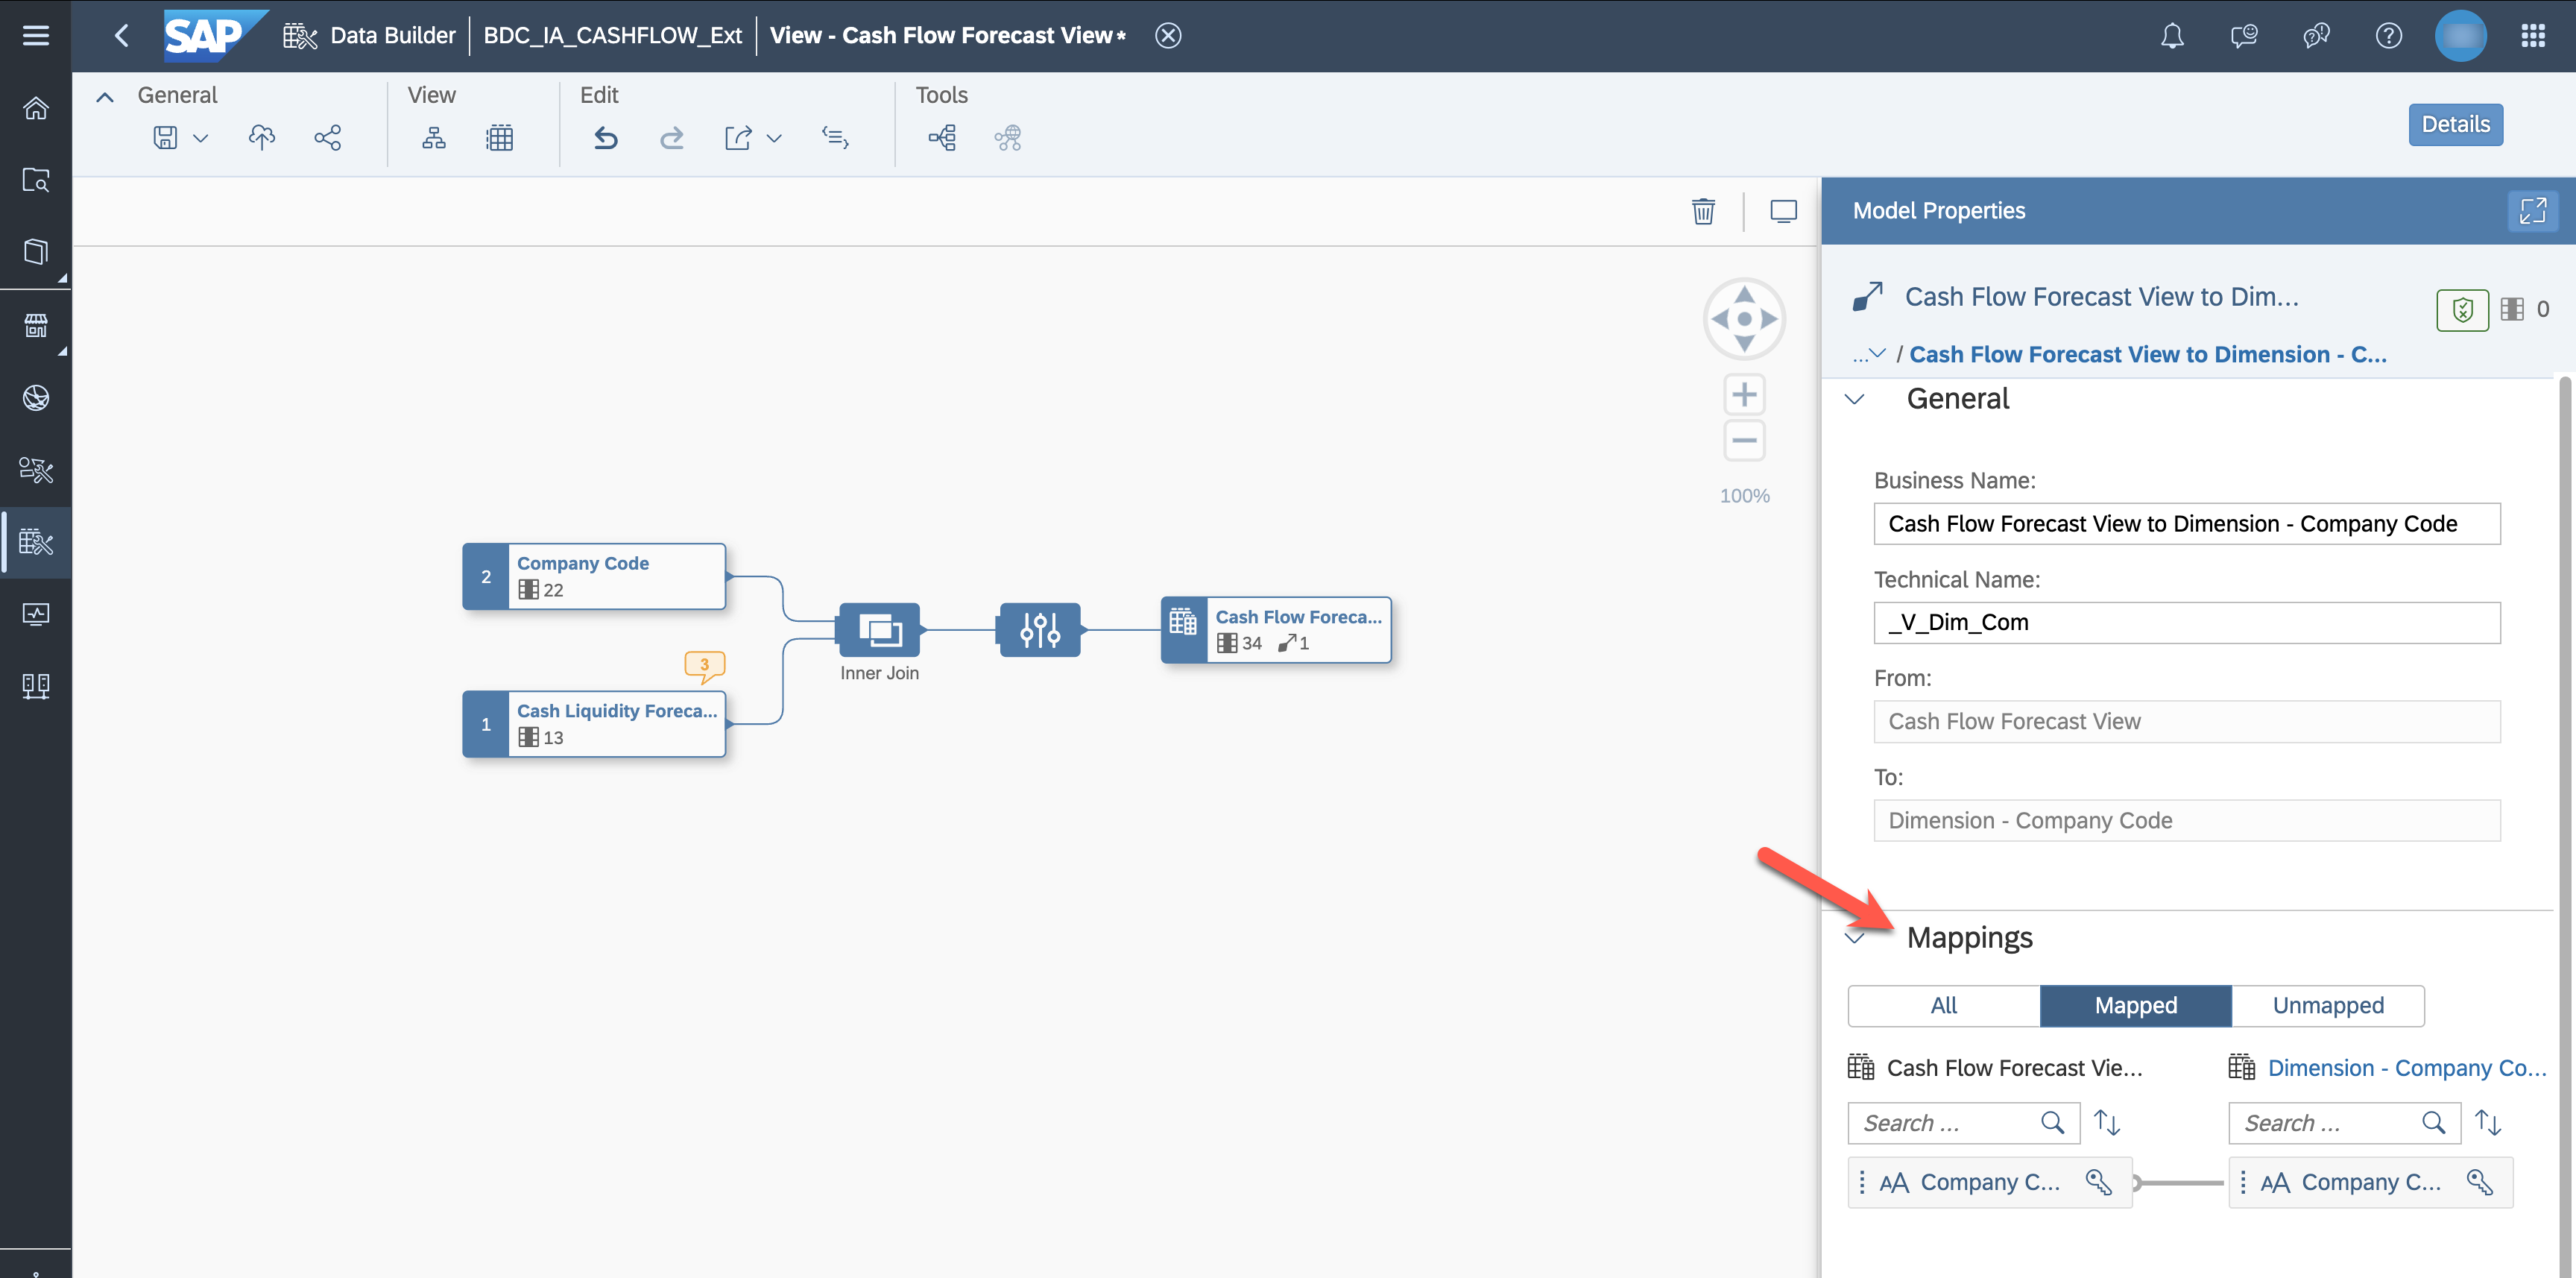 SAP Data Builder BDC_IA_CASHFLOW_Ext View - Cash Flow Forecast View*
General View Edit Tools
Details
Model Properties
Cash Flow Forecast View to Dim...
0
... / Cash Flow Forecast View to Dimension - C...
General
100%
Business Name:
Cash Flow Forecast View to Dimension - Company Code
Technical Name:
_V_Dim_Com
From:
Cash Flow Forecast View
To:
Dimension - Company Code
2
Company Code
22
Cash Flow Foreca...
34 1
Inner Join
3
1
Cash Liquidity Foreca...
13
Mappings
All Mapped Unmapped
Cash Flow Forecast Vie... Dimension - Company Co...
Search ... Search ...
AA Company C... AA Company C...